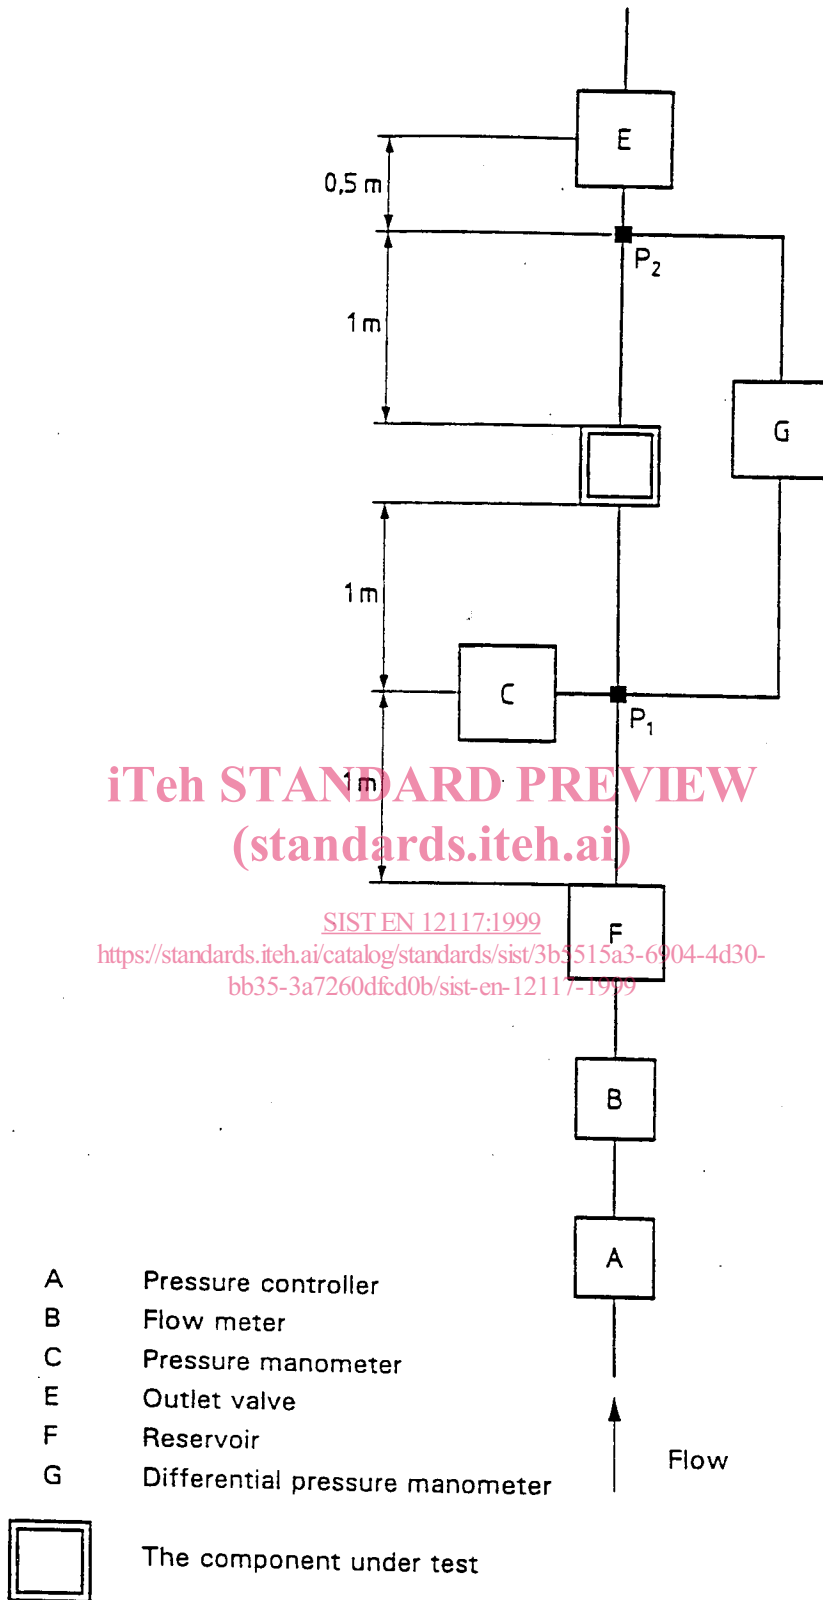 E
0,5 m
P₂
1 m
G
1 m
C
P₁
iTeh STANDARD PREVIEW
1 m
(standards.iteh.ai)
SIST EN 12117:1999
F
https://standards.iteh.ai/catalog/standards/sist/3b5515a3-6904-4d30-
bb35-3a7260dfcd0b/sist-en-12117-1999
B
A
A Pressure controller
B Flow meter
C Pressure manometer
E Outlet valve
F Reservoir
G Differential pressure manometer
Flow
The component under test